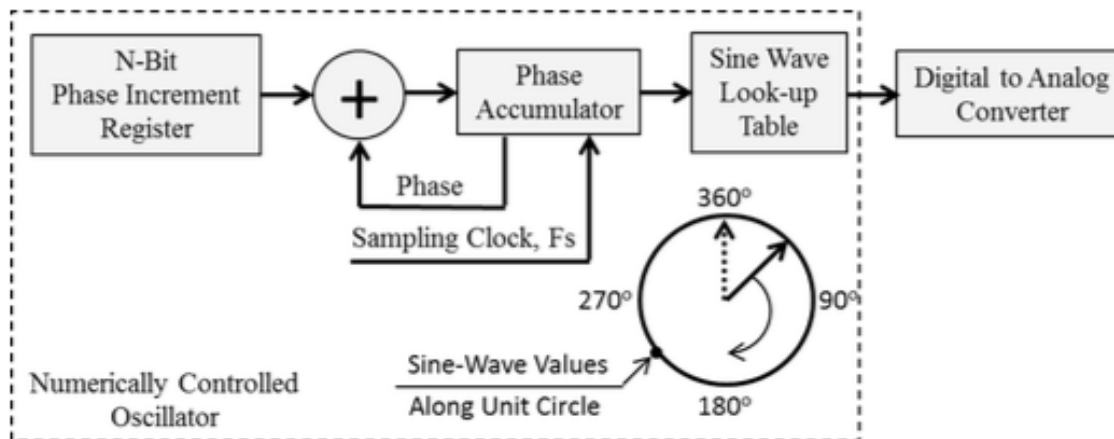 N-Bit
Phase Increment
Register
+
Phase
Accumulator
Sine Wave
Look-up
Table
Digital to Analog
Converter
Phase
Sampling Clock, Fs
360°
270°
90°
180°
Sine-Wave Values
Along Unit Circle
Numerically Controlled
Oscillator